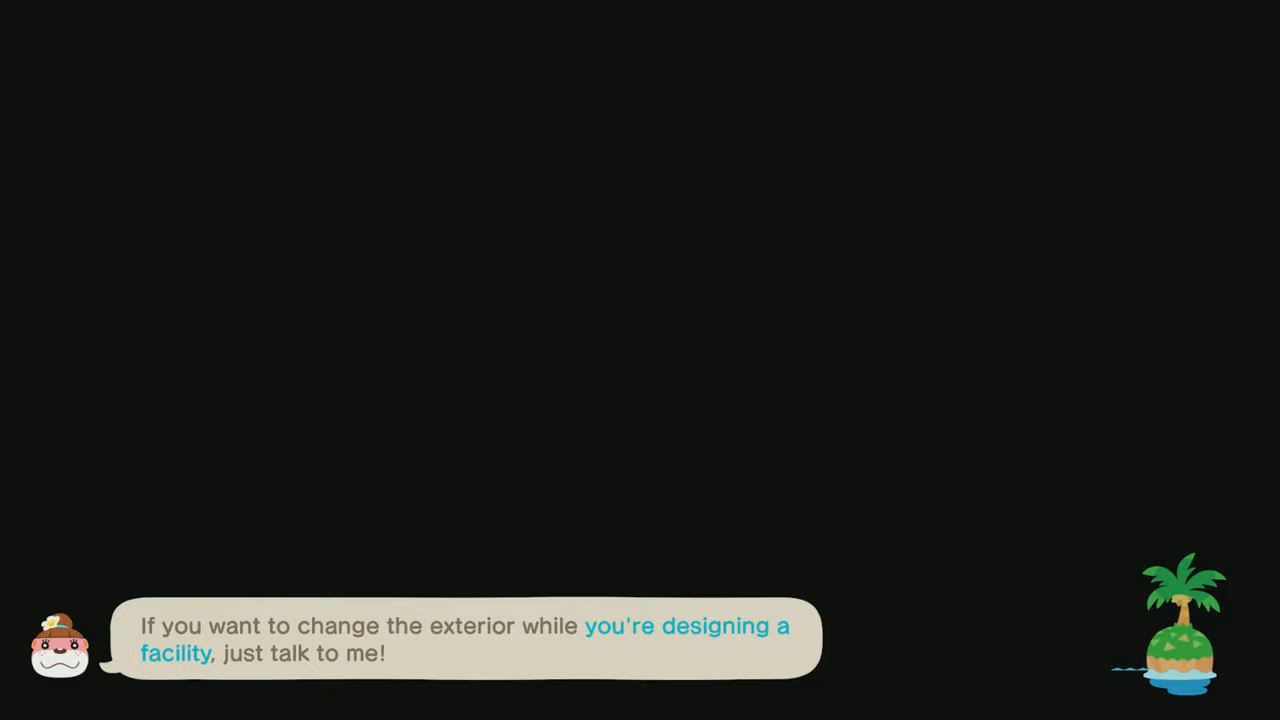 If you want to change the exterior while you're designing a
facility, just talk to me!